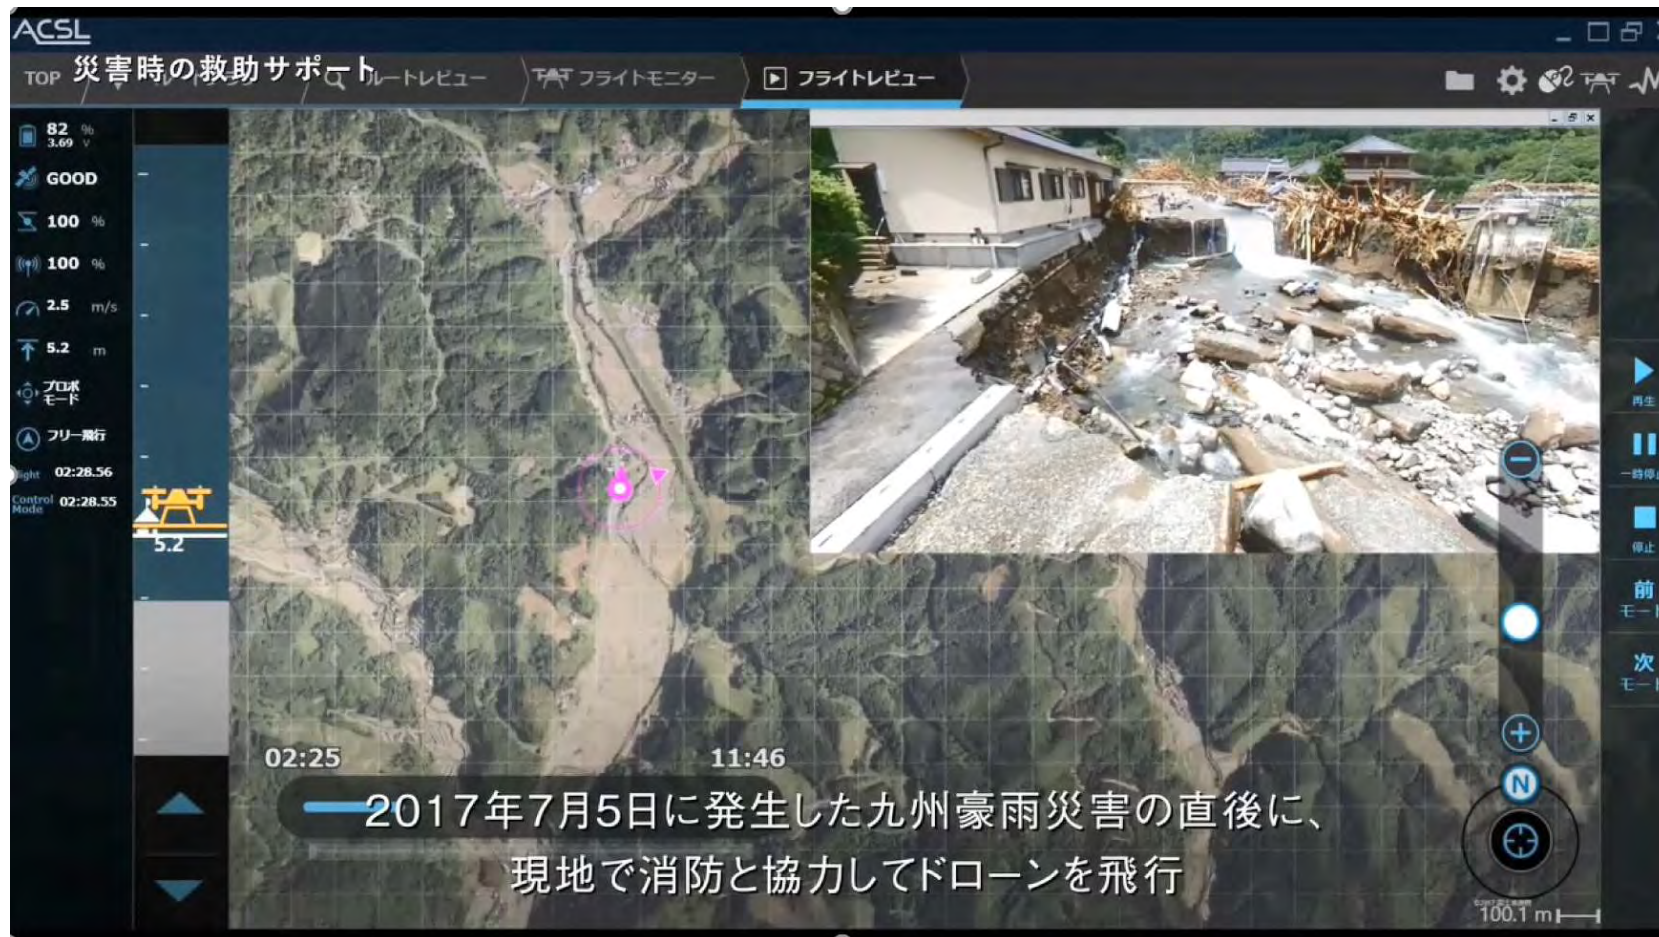 ACSL
災害時の救助サポート
TOP
ルートレビュー
フライトモニター
フライトレビュー
82 %
3.69 V
GOOD
100 %
100 %
2.5 m/s
5.2 m
プロポ
モード
フリー飛行
light 02:28.56
Control
Mode 02:28.55
5.2
再生
一時停止
停止
前
モード
次
モード
N
02:25
11:46
2017年7月5日に発生した九州豪雨災害の直後に、
現地で消防と協力してドローンを飛行
100.1 m